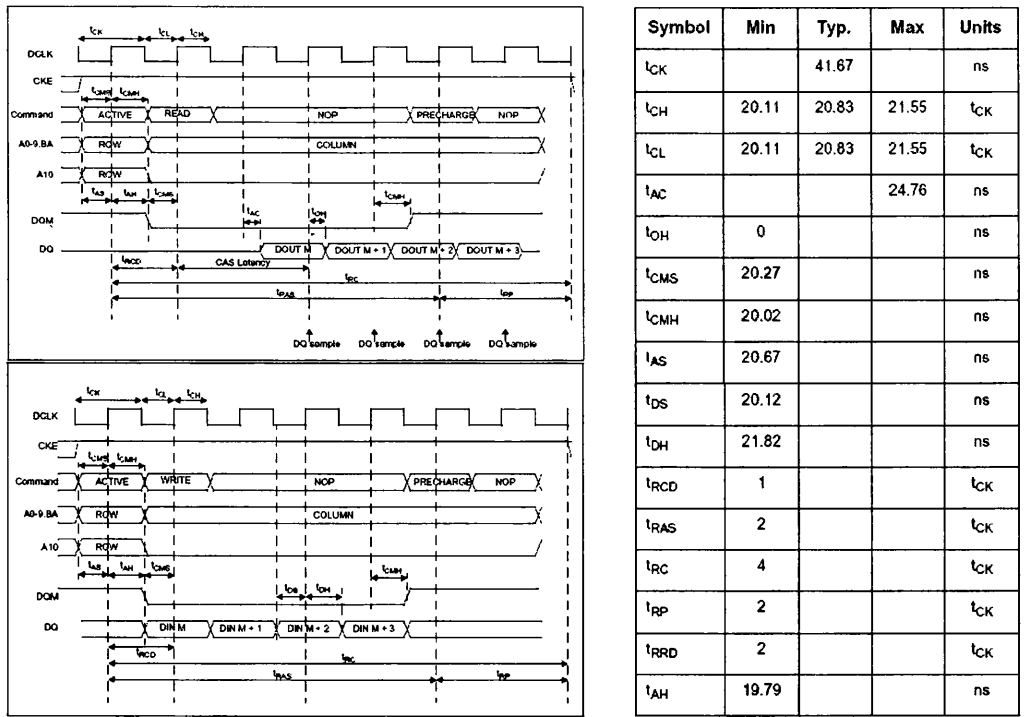 tCK tCL tCH
DCLK
CKE
tCMS tCMH
Command ACTIVE READ NOP PRECHARGE NOP
A0-9.BA ROW COLUMN
A10 ROW
tAS tAH tCMS tCMH
DQM
tAC tOH
DQ DOUT M DOUT M + 1 DOUT M + 2 DOUT M + 3
tRCD CAS Latency
tRC
tRAS tRP
DQ sample DQ sample DQ sample DQ sample
tCK tCL tCH
DCLK
CKE
tCMS tCMH
Command ACTIVE WRITE NOP PRECHARGE NOP
A0-9.BA ROW COLUMN
A10 ROW
tAS tAH tCMS tCMH
DQM
tDS tDH
DQ DIN M DIN M + 1 DIN M + 2 DIN M + 3
tRCD
tRC
tRAS tRP
Symbol Min Typ. Max Units
tCK 41.67 ns
tCH 20.11 20.83 21.55 tCK
tCL 20.11 20.83 21.55 tCK
tAC 24.76 ns
tOH 0 ns
tCMS 20.27 ns
tCMH 20.02 ns
tAS 20.67 ns
tDS 20.12 ns
tDH 21.82 ns
tRCD 1 tCK
tRAS 2 tCK
tRC 4 tCK
tRP 2 tCK
tRRD 2 tCK
tAH 19.79 ns